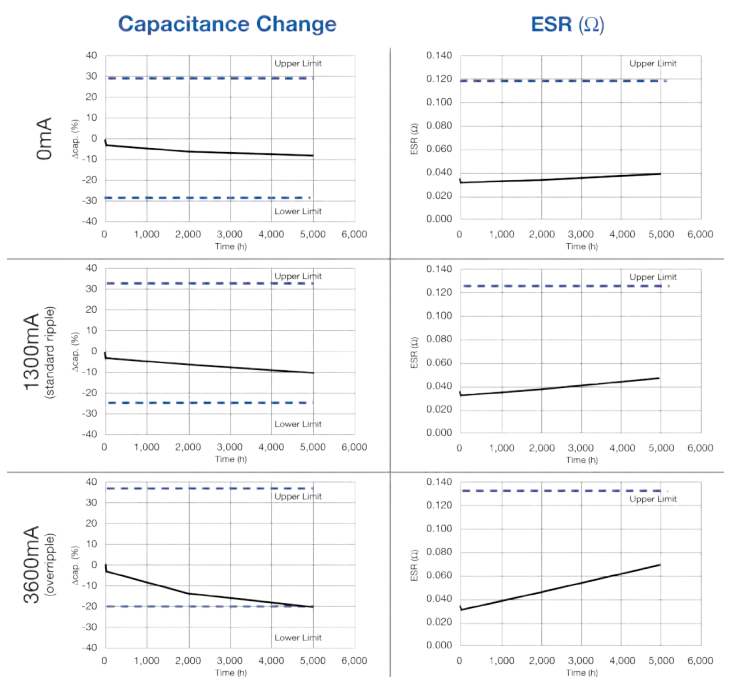 Capacitance Change
ESR (Ω)
0mA
Δcap. (%)
40
30
20
10
0
-10
-20
-30
-40
Upper Limit
Lower Limit
0 1,000 2,000 3,000 4,000 5,000 6,000
Time (h)
ESR (Ω)
0.140
0.120
0.100
0.080
0.060
0.040
0.020
0.000
Upper Limit
0 1,000 2,000 3,000 4,000 5,000 6,000
Time (h)
1300mA
(standard ripple)
Δcap. (%)
40
30
20
10
0
-10
-20
-30
-40
Upper Limit
Lower Limit
0 1,000 2,000 3,000 4,000 5,000 6,000
Time (h)
ESR (Ω)
0.140
0.120
0.100
0.080
0.060
0.040
0.020
0.000
Upper Limit
0 1,000 2,000 3,000 4,000 5,000 6,000
Time (h)
3600mA
(overripple)
Δcap. (%)
40
30
20
10
0
-10
-20
-30
-40
Upper Limit
Lower Limit
0 1,000 2,000 3,000 4,000 5,000 6,000
Time (h)
ESR (Ω)
0.140
0.120
0.100
0.080
0.060
0.040
0.020
0.000
Upper Limit
0 1,000 2,000 3,000 4,000 5,000 6,000
Time (h)